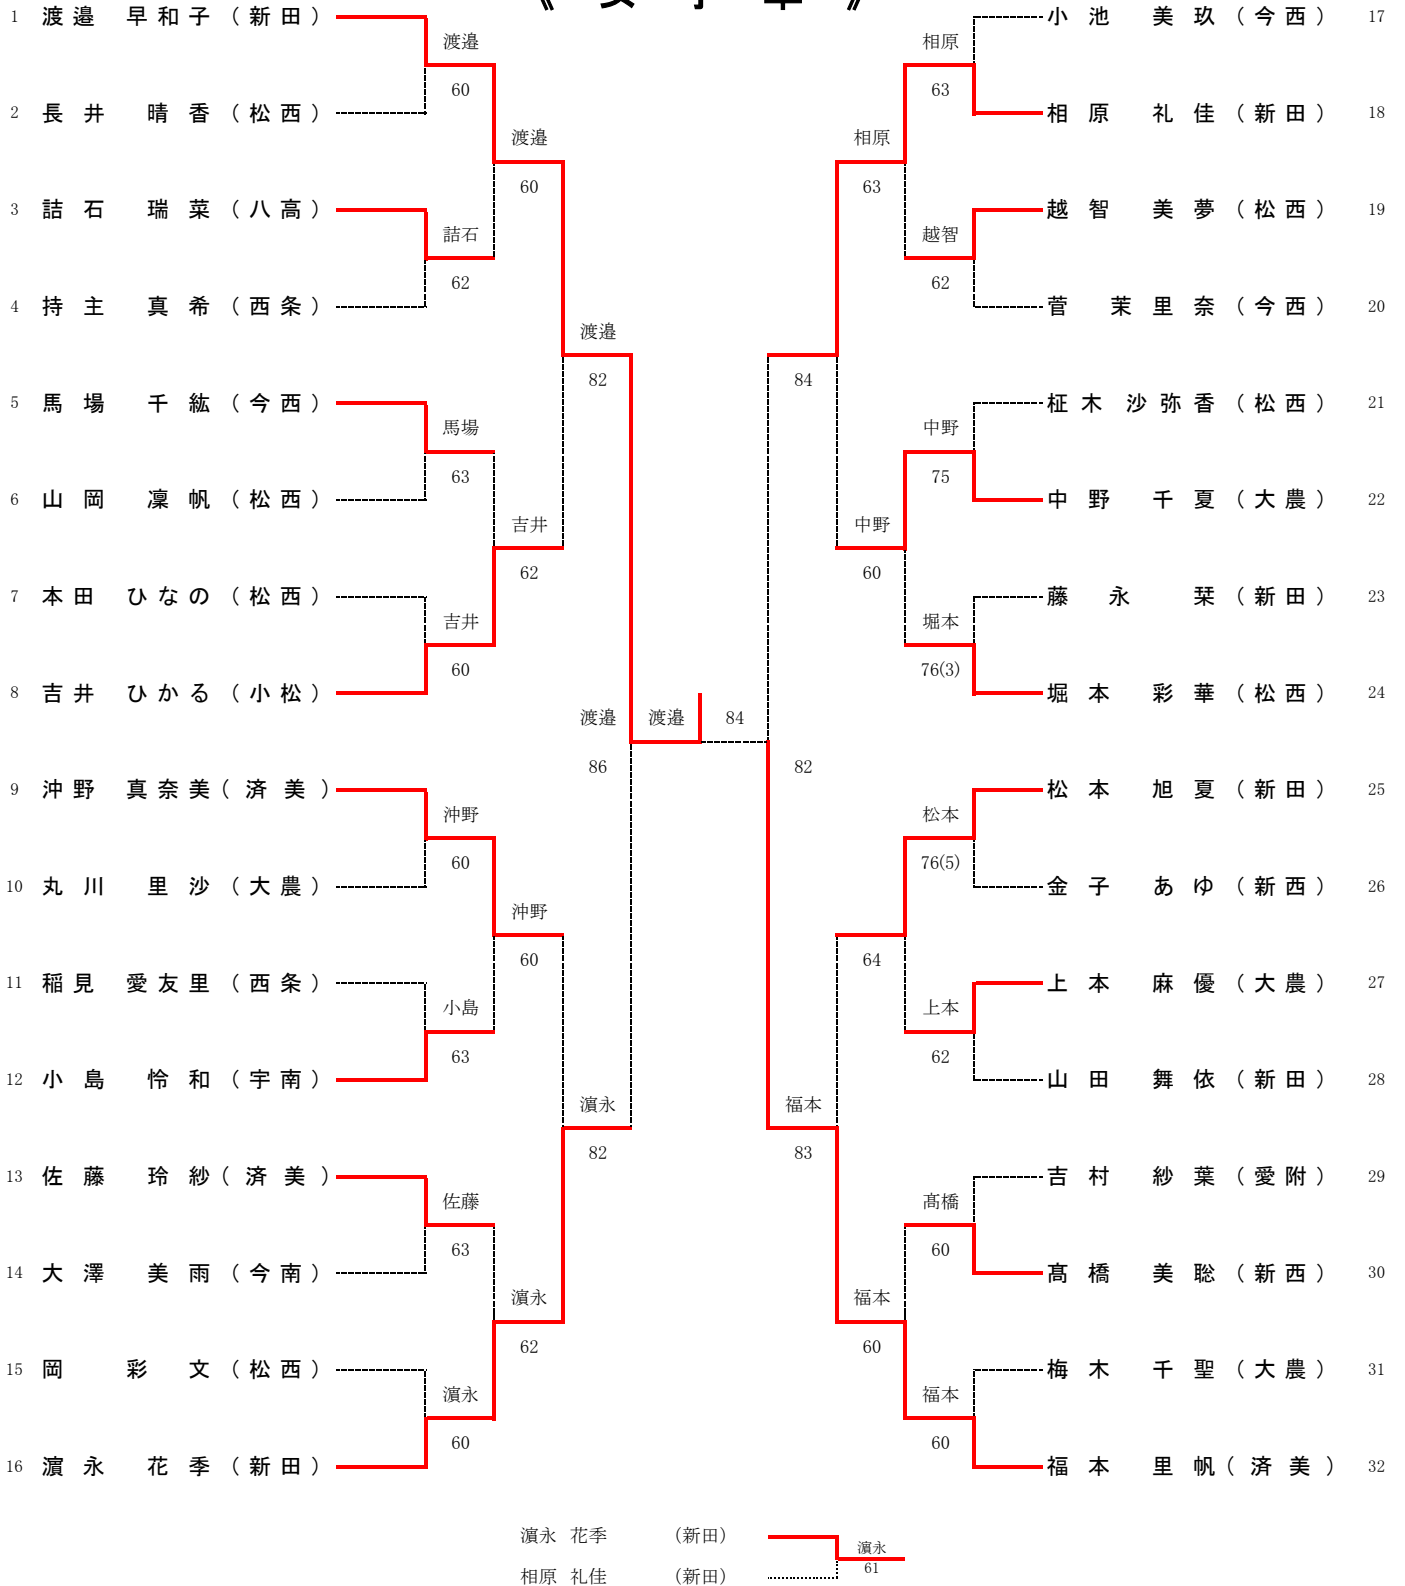 《 女 子 単 》
1 渡邉 早和子（新田）
渡邉
60
2 長井 晴香（松西）
渡邉
60
3 詰石 瑞菜（八高）
詰石
62
4 持主 真希（西条）
渡邉
82
5 馬場 千紘（今西）
馬場
63
6 山岡 凜帆（松西）
吉井
62
7 本田 ひなの（松西）
吉井
60
8 吉井 ひかる（小松）
渡邉
86
渡邉
84
9 沖野 真奈美（済美）
沖野
60
10 丸川 里沙（大農）
沖野
60
11 稲見 愛友里（西条）
小島
63
12 小島 怜和（宇南）
濵永
82
13 佐藤 玲紗（済美）
佐藤
63
14 大澤 美雨（今南）
濵永
62
15 岡 彩文（松西）
濵永
60
16 濵永 花季（新田）
小池 美玖（今西） 17
相原
63
相原 礼佳（新田） 18
相原
63
越智 美夢（松西） 19
越智
62
菅 茉里奈（今西） 20
84
柾木 沙弥香（松西） 21
中野
75
中野 千夏（大農） 22
中野
60
藤永 栞（新田） 23
堀本
76(3)
堀本 彩華（松西） 24
82
松本 旭夏（新田） 25
松本
76(5)
金子 あゆ（新西） 26
64
上本 麻優（大農） 27
上本
62
山田 舞依（新田） 28
福本
83
吉村 紗葉（愛附） 29
髙橋
60
髙橋 美聡（新西） 30
福本
60
梅木 千聖（大農） 31
福本
60
福本 里帆（済美） 32
濵永 花季 （新田）
濵永
61
相原 礼佳 （新田）